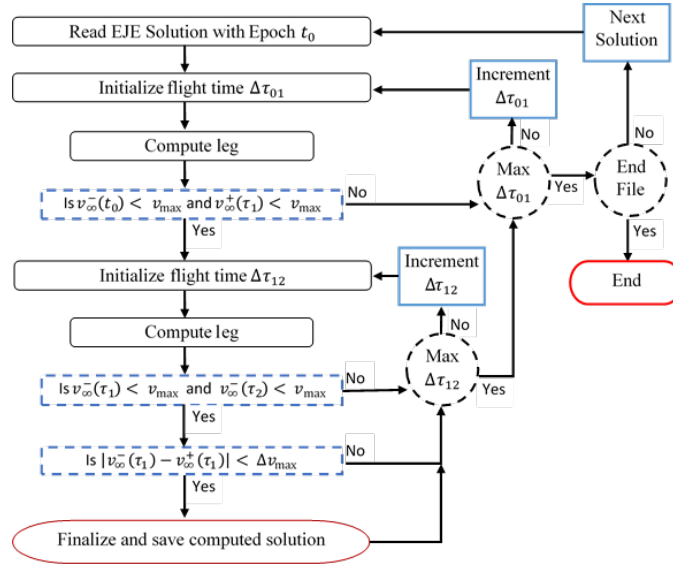 Read EJE Solution with Epoch t₀
Next
Solution
Initialize flight time Δτ₀₁
Increment
Δτ₀₁
No
No
Compute leg
Max
Δτ₀₁
Yes
End
File
Is v∞⁻(t₀) < vmax and v∞⁺(τ₁) < vmax
No
Yes
Yes
Initialize flight time Δτ₁₂
Increment
Δτ₁₂
End
No
Compute leg
Max
Δτ₁₂
Yes
Is v∞⁻(τ₁) < vmax and v∞⁻(τ₂) < vmax
No
Yes
Is |v∞⁻(τ₁) − v∞⁺(τ₁)| < Δvmax
No
Yes
Finalize and save computed solution